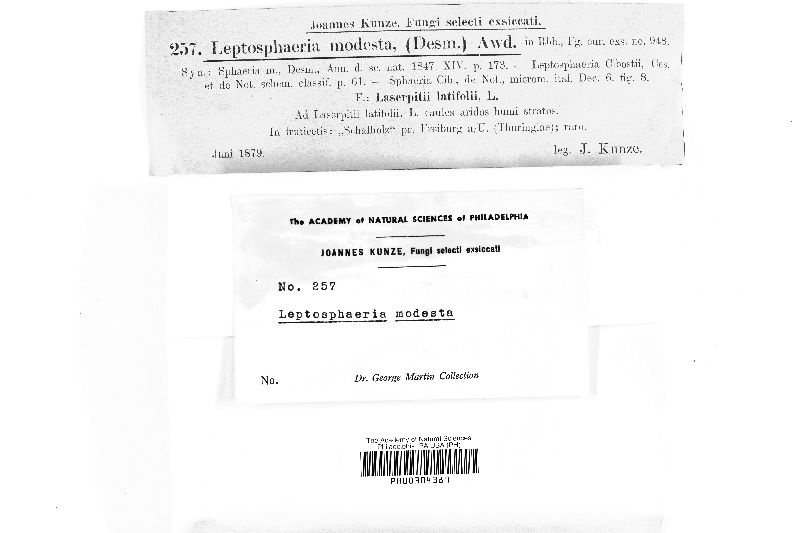 Joannes Kunze. Fungi selecti exsiccati.
257. Leptosphaeria modesta, (Desm.) Awd. in Rbh., Fg. eur. exs. no. 948.
Syn.: Sphaeria m., Desm., Ann. d. sc. nat. 1847. XIV. p. 173. – Leptosphaeria Cibostii, Ces.
et de Not. schem. classif. p. 61. – Sphaeria Cib., de Not., microm. ital. Dec. 6. fig. 8.
F.: Laserpitii latifolii. L.
Ad Laserpitii latifolii. L. caules aridos humi stratos.
In fruticetis: „Schafholz“ pr. Freiburg a/U. (Thuringiae); raro.
Juni 1879. leg. J. Kunze.
The ACADEMY of NATURAL SCIENCES of PHILADELPHIA
JOANNES KUNZE, Fungi selecti exsiccati
No. 257
Leptosphaeria modesta
No. Dr. George Martin Collection
The Academy of Natural Sciences
Philadelphia, PA USA (PH)